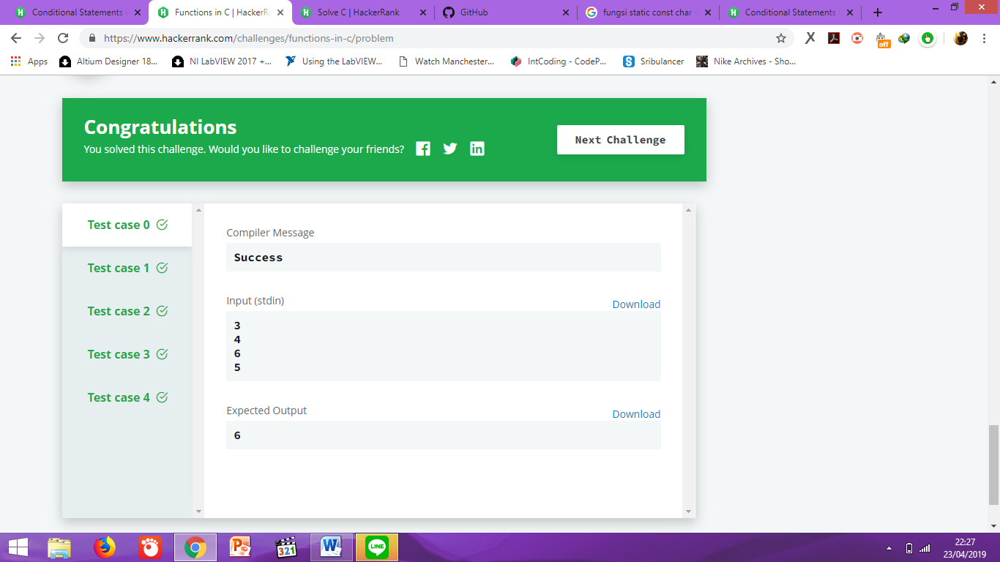 Conditional Statements i
Functions in C | HackerRa
Solve C | HackerRank
GitHub
fungsi static const char -
Conditional Statements
https://www.hackerrank.com/challenges/functions-in-c/problem
off
Apps
Altium Designer 18...
NI LabVIEW 2017 +...
Using the LabVIEW...
Watch Manchester...
IntCoding - CodeP...
Sribulancer
Nike Archives - Sho...
Congratulations
You solved this challenge. Would you like to challenge your friends?
Next Challenge
Test case 0
Test case 1
Test case 2
Test case 3
Test case 4
Compiler Message
Success
Input (stdin)
Download
3
4
6
5
Expected Output
Download
6
321
LINE
22:27
23/04/2019